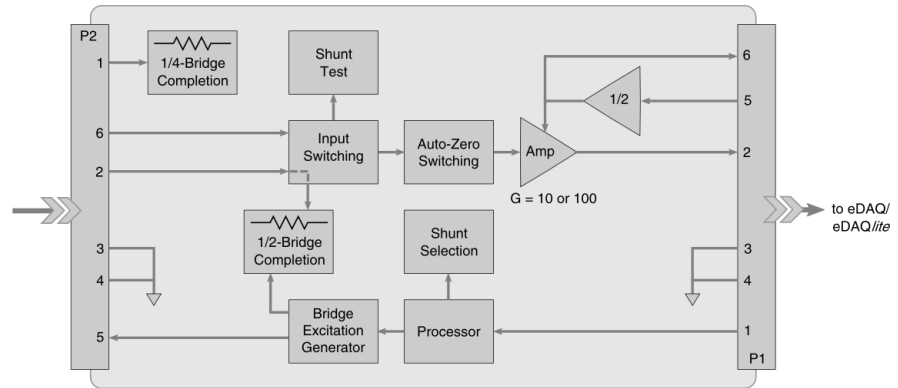 P2
1
1/4-Bridge
Completion
Shunt
Test
6
1/2
5
6
Input
Switching
Auto-Zero
Switching
Amp
2
2
G = 10 or 100
to eDAQ/
eDAQlite
1/2-Bridge
Completion
Shunt
Selection
3
3
4
4
Bridge
Excitation
Generator
Processor
1
5
P1